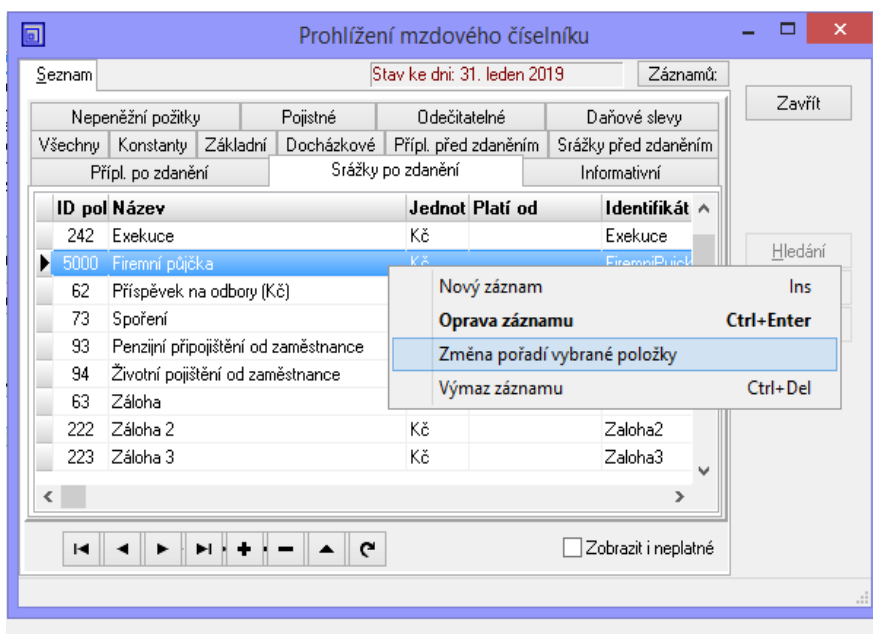 Prohlížení mzdového číselníku
Seznam Stav ke dni: 31. leden 2019 Záznamů:
Zavřít
Nepeněžní požitky Pojistné Odečitatelné Daňové slevy
Všechny Konstanty Základní Docházkové Přípl. před zdaněním Srážky před zdaněním
Přípl. po zdanění Srážky po zdanění Informativní
ID pol Název Jednot Platí od Identifikát
242 Exekuce Kč Exekuce
Hledání
5000 Firemní půjčka Kč FiremniPujck
Nový záznam Ins
62 Příspěvek na odbory (Kč)
Oprava záznamu Ctrl+Enter
73 Spoření
Změna pořadí vybrané položky
93 Penzijní připojištění od zaměstnance
94 Životní pojištění od zaměstnance
Výmaz záznamu Ctrl+Del
63 Záloha
222 Záloha 2 Kč Zaloha2
223 Záloha 3 Kč Zaloha3
Zobrazit i neplatné